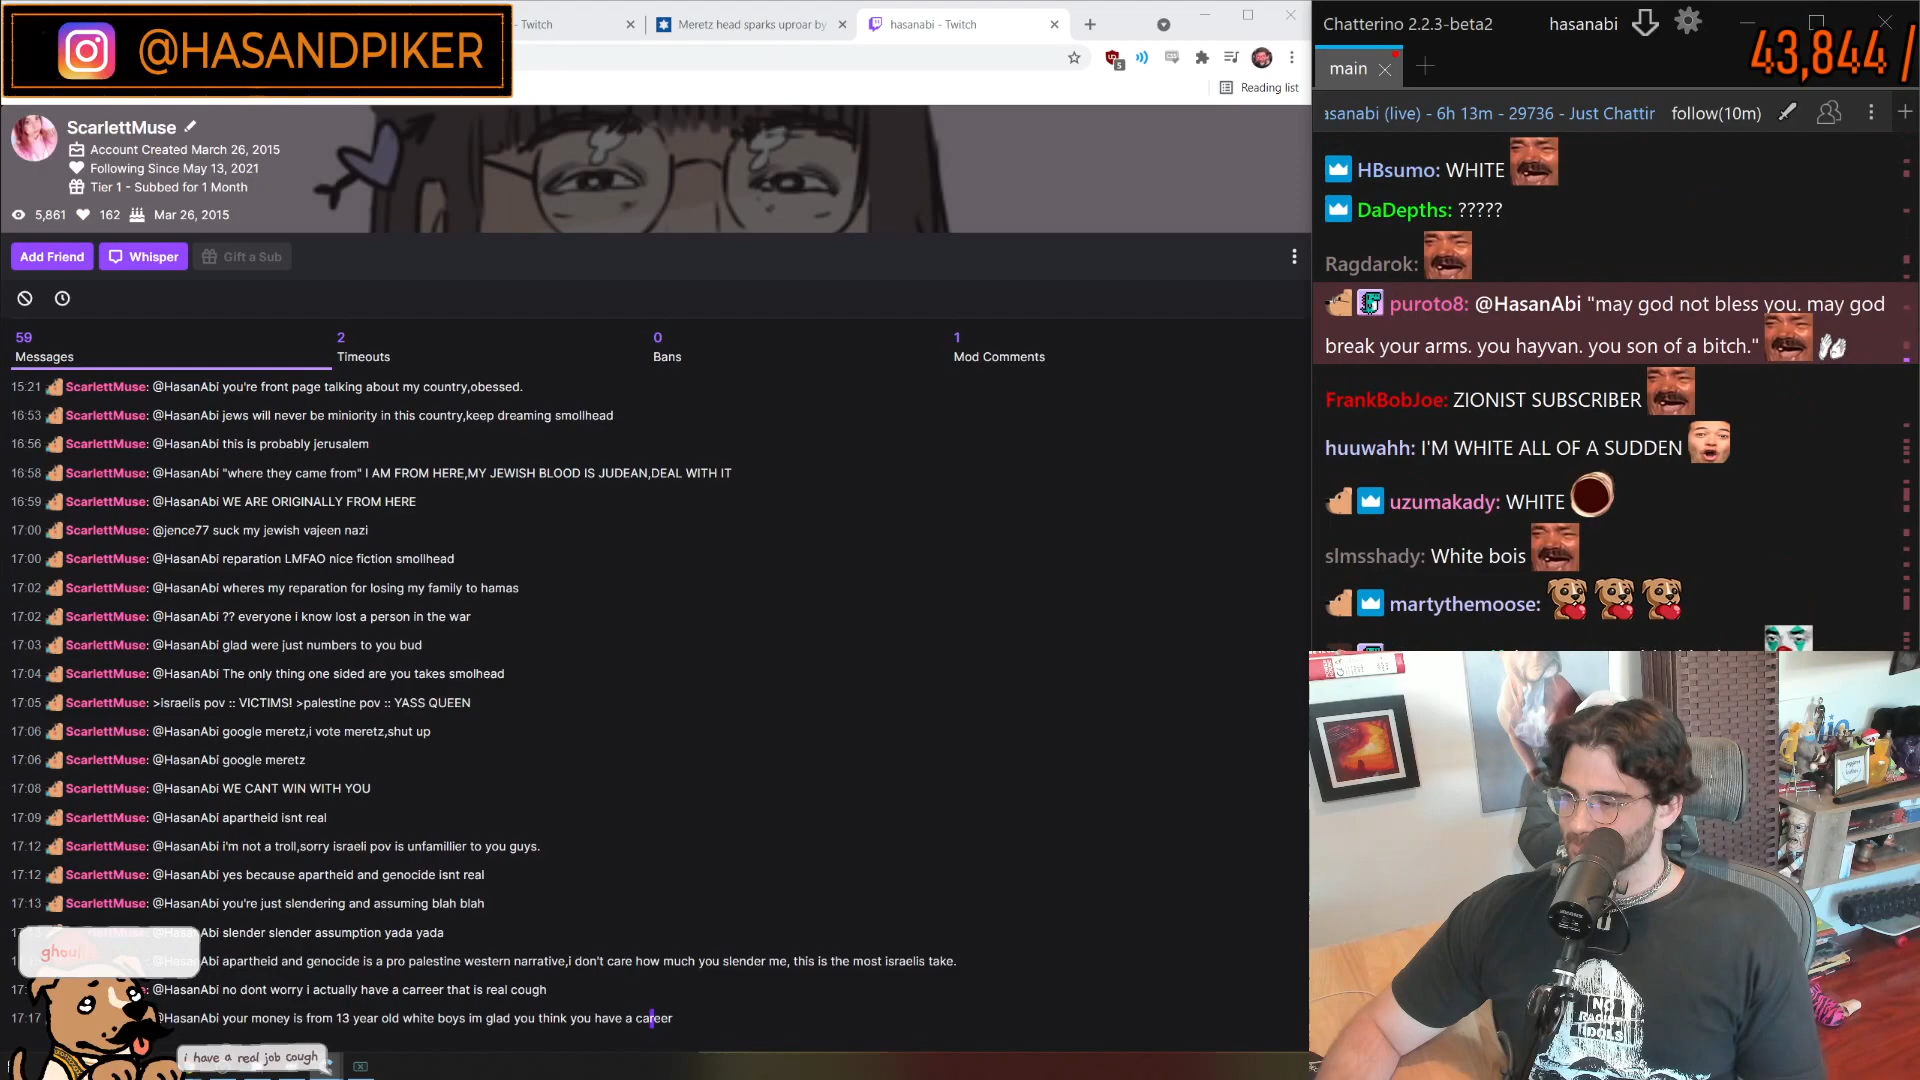 @HASANDPIKER
- Twitch
Meretz head sparks uproar by
hasanabi - Twitch
5
Reading list
ScarlettMuse
Account Created March 26, 2015
Following Since May 13, 2021
Tier 1 - Subbed for 1 Month
5,861 162 Mar 26, 2015
Add Friend
Whisper
Gift a Sub
59
Messages
2
Timeouts
0
Bans
1
Mod Comments
15:21 ScarlettMuse: @HasanAbi you're front page talking about my country,obessed.
16:53 ScarlettMuse: @HasanAbi jews will never be miniority in this country,keep dreaming smollhead
16:56 ScarlettMuse: @HasanAbi this is probably jerusalem
16:58 ScarlettMuse: @HasanAbi "where they came from" I AM FROM HERE,MY JEWISH BLOOD IS JUDEAN,DEAL WITH IT
16:59 ScarlettMuse: @HasanAbi WE ARE ORIGINALLY FROM HERE
17:00 ScarlettMuse: @jence77 suck my jewish vajeen nazi
17:00 ScarlettMuse: @HasanAbi reparation LMFAO nice fiction smollhead
17:02 ScarlettMuse: @HasanAbi wheres my reparation for losing my family to hamas
17:02 ScarlettMuse: @HasanAbi ?? everyone i know lost a person in the war
17:03 ScarlettMuse: @HasanAbi glad were just numbers to you bud
17:04 ScarlettMuse: @HasanAbi The only thing one sided are you takes smolhead
17:05 ScarlettMuse: >israelis pov :: VICTIMS! >palestine pov :: YASS QUEEN
17:06 ScarlettMuse: @HasanAbi google meretz,i vote meretz,shut up
17:06 ScarlettMuse: @HasanAbi google meretz
17:08 ScarlettMuse: @HasanAbi WE CANT WIN WITH YOU
17:09 ScarlettMuse: @HasanAbi apartheid isnt real
17:12 ScarlettMuse: @HasanAbi i'm not a troll,sorry israeli pov is unfamillier to you guys.
17:12 ScarlettMuse: @HasanAbi yes because apartheid and genocide isnt real
17:13 ScarlettMuse: @HasanAbi you're just slendering and assuming blah blah
@HasanAbi slender slender assumption yada yada
@HasanAbi apartheid and genocide is a pro palestine western narrative,i don't care how much you slender me, this is the most israelis take.
@HasanAbi no dont worry i actually have a carreer that is real cough
17:17 @HasanAbi your money is from 13 year old white boys im glad you think you have a career
i have a real job cough
Chatterino 2.2.3-beta2
hasanabi
43,844 /
main
asanabi (live) - 6h 13m - 29736 - Just Chattir
follow(10m)
HBsumo: WHITE
DaDepths: ?????
Ragdarok:
puroto8: @HasanAbi "may god not bless you. may god
break your arms. you hayvan. you son of a bitch."
FrankBobJoe: ZIONIST SUBSCRIBER
huuwahh: I'M WHITE ALL OF A SUDDEN
uzumakady: WHITE
slmsshady: White bois
martythemoose:
NO
RACIST
IDOLS